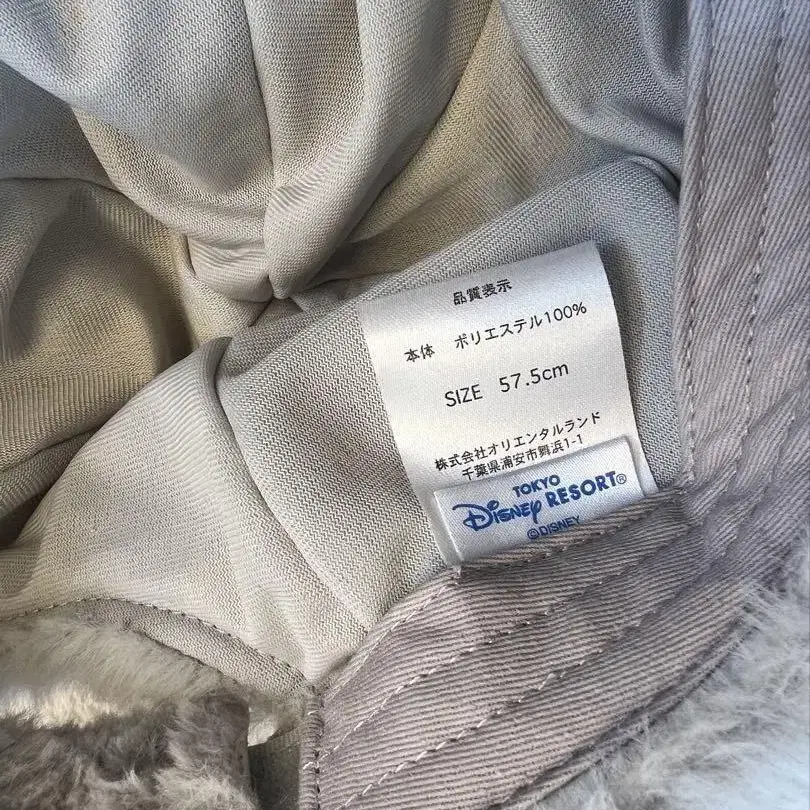 品質表示
本体 ポリエステル100%
SIZE 57.5cm
株式会社オリエンタルランド
千葉県浦安市舞浜1-1
TOKYO
Disney RESORT®
©DISNEY